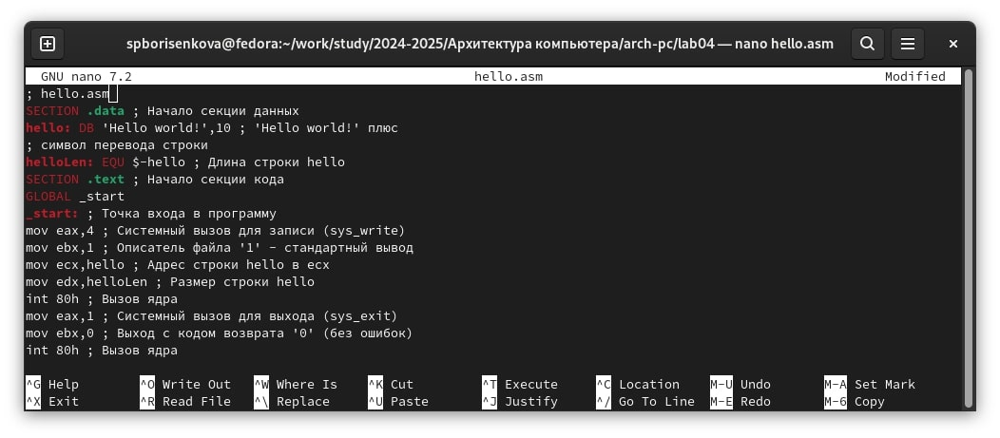 spborisenkova@fedora:~/work/study/2024-2025/Архитектура компьютера/arch-pc/lab04 — nano hello.asm
GNU nano 7.2 hello.asm Modified
; hello.asm
SECTION .data ; Начало секции данных
hello: DB 'Hello world!',10 ; 'Hello world!' плюс
; символ перевода строки
helloLen: EQU $-hello ; Длина строки hello
SECTION .text ; Начало секции кода
GLOBAL _start
_start: ; Точка входа в программу
mov eax,4 ; Системный вызов для записи (sys_write)
mov ebx,1 ; Описатель файла '1' - стандартный вывод
mov ecx,hello ; Адрес строки hello в ecx
mov edx,helloLen ; Размер строки hello
int 80h ; Вызов ядра
mov eax,1 ; Системный вызов для выхода (sys_exit)
mov ebx,0 ; Выход с кодом возврата '0' (без ошибок)
int 80h ; Вызов ядра
^G Help ^O Write Out ^W Where Is ^K Cut ^T Execute ^C Location M-U Undo M-A Set Mark
^X Exit ^R Read File ^\ Replace ^U Paste ^J Justify ^/ Go To Line M-E Redo M-6 Copy